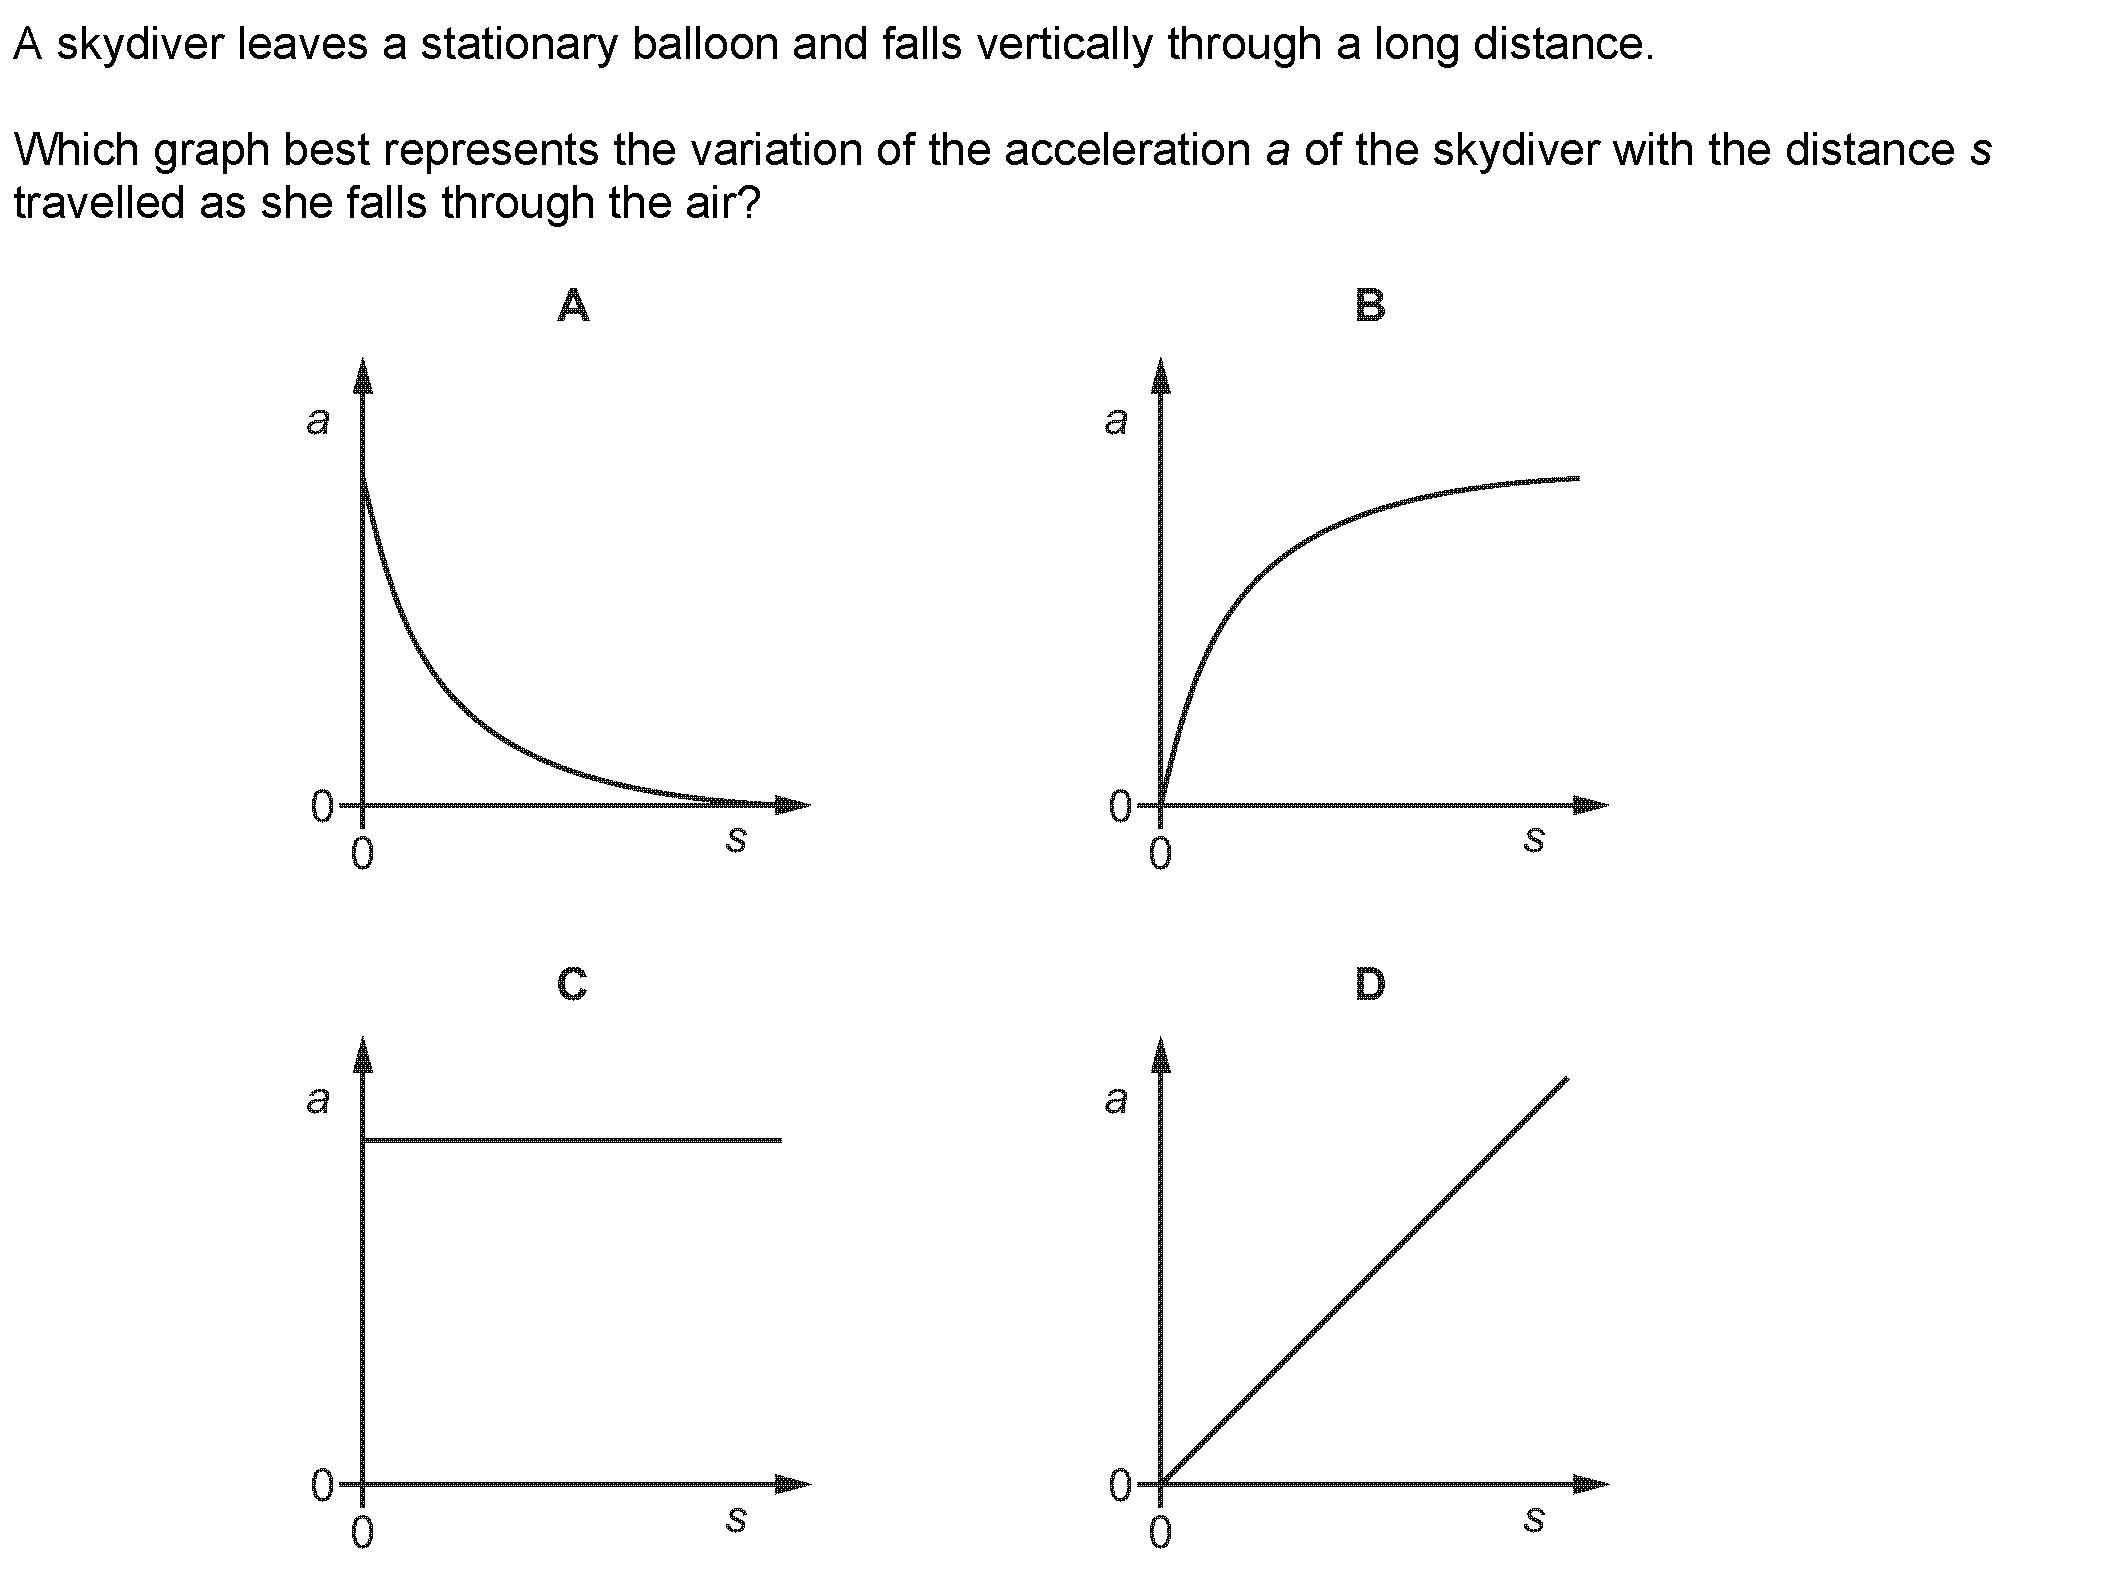 A skydiver leaves a stationary balloon and falls vertically through a long distance.
Which graph best represents the variation of the acceleration a of the skydiver with the distance s
travelled as she falls through the air?
A
B
a
a
0
0
s
s
0
0
C
D
a
a
0
0
s
s
0
0